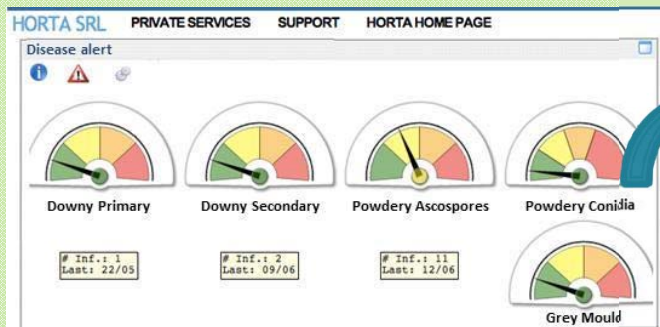 HORTA SRL PRIVATE SERVICES SUPPORT HORTA HOME PAGE
Disease alert
Downy Primary Downy Secondary Powdery Ascospores Powdery Conidia
# Inf.: 1 # Inf.: 2 # Inf.: 11
Last: 22/05 Last: 09/06 Last: 12/06
Grey Mould